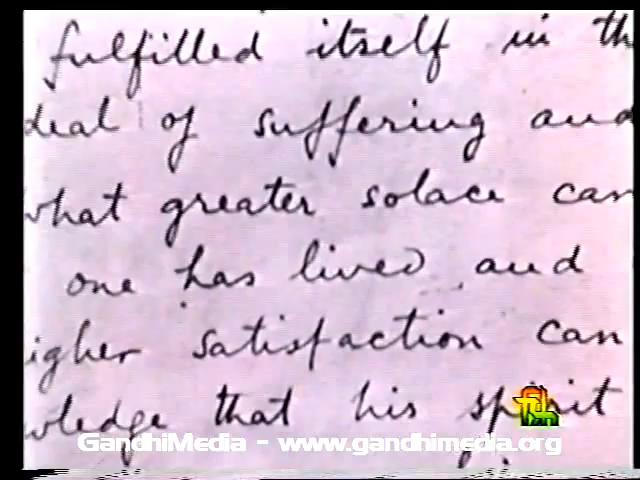 fulfilled itself in th
deal of suffering and
what greater solace can
one has lived and
igher satisfaction can
wledge that his spirit
GandhiMedia - www.gandhimedia.org